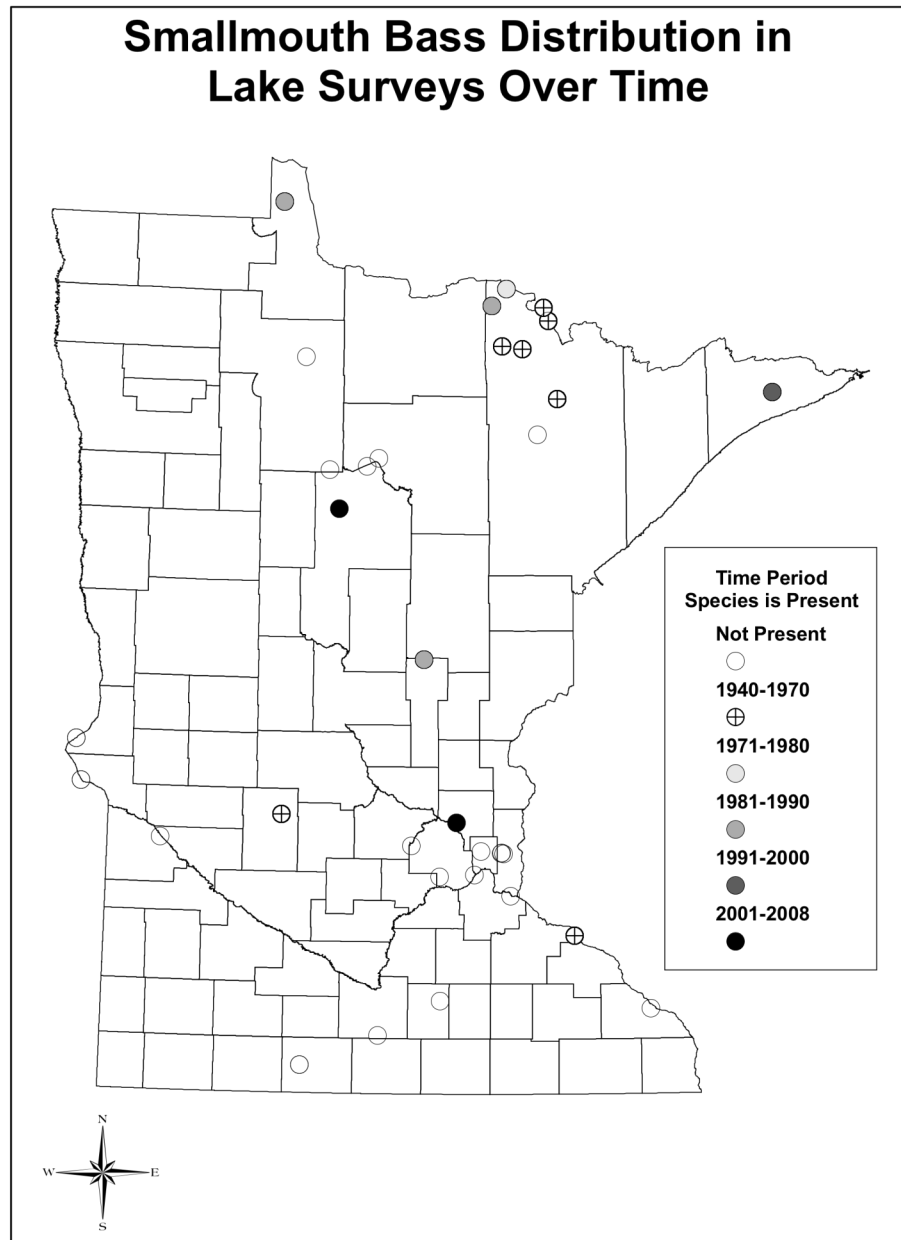 Smallmouth Bass Distribution in
Lake Surveys Over Time
Time Period
Species is Present
Not Present
1940-1970
1971-1980
1981-1990
1991-2000
2001-2008
N
W
E
S